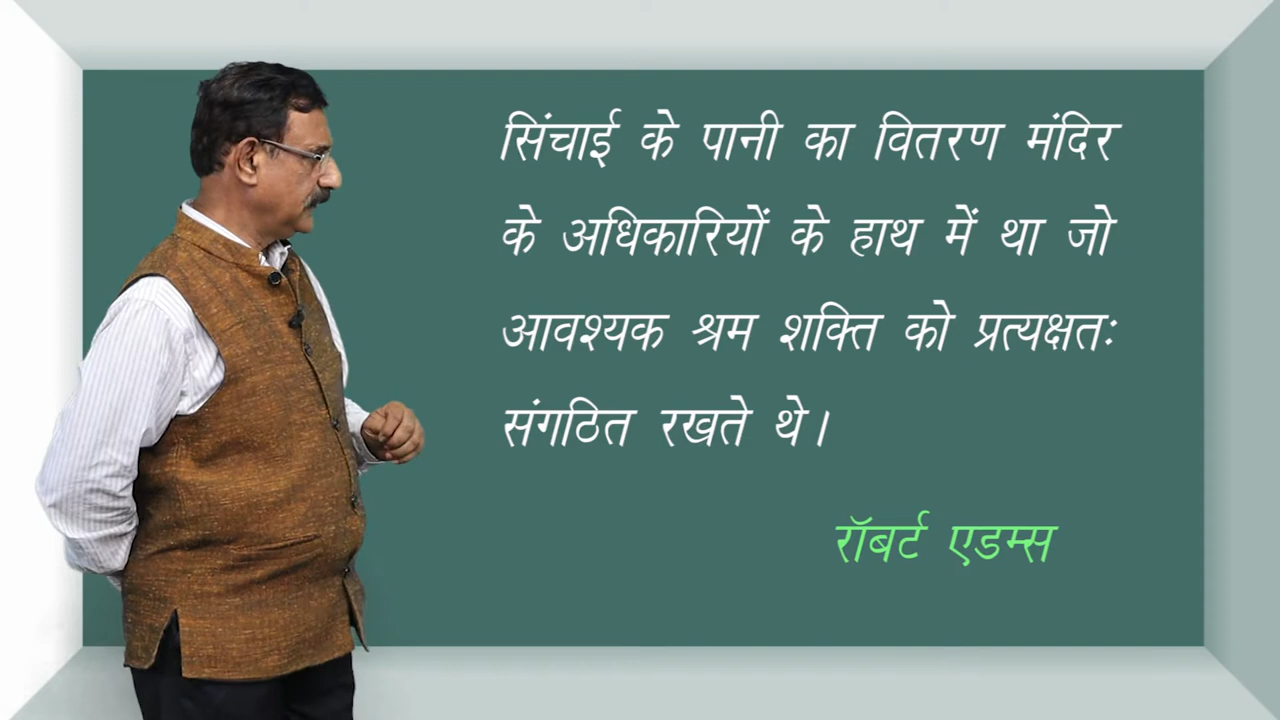 सिंचाई के पानी का वितरण मंदिर
के अधिकारियों के हाथ में था जो
आवश्यक श्रम शक्ति को प्रत्यक्षतः
संगठित रखते थे।
रॉबर्ट एडम्स